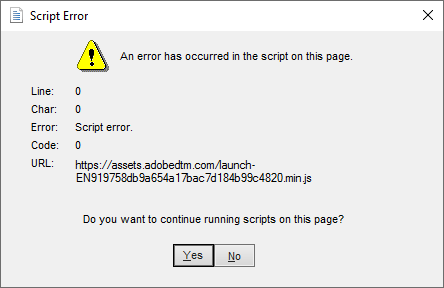 Script Error
An error has occurred in the script on this page.
Line: 0
Char: 0
Error: Script error.
Code: 0
URL: https://assets.adobedtm.com/launch-
EN919758db9a654a17bac7d184b99c4820.min.js
Do you want to continue running scripts on this page?
Yes No